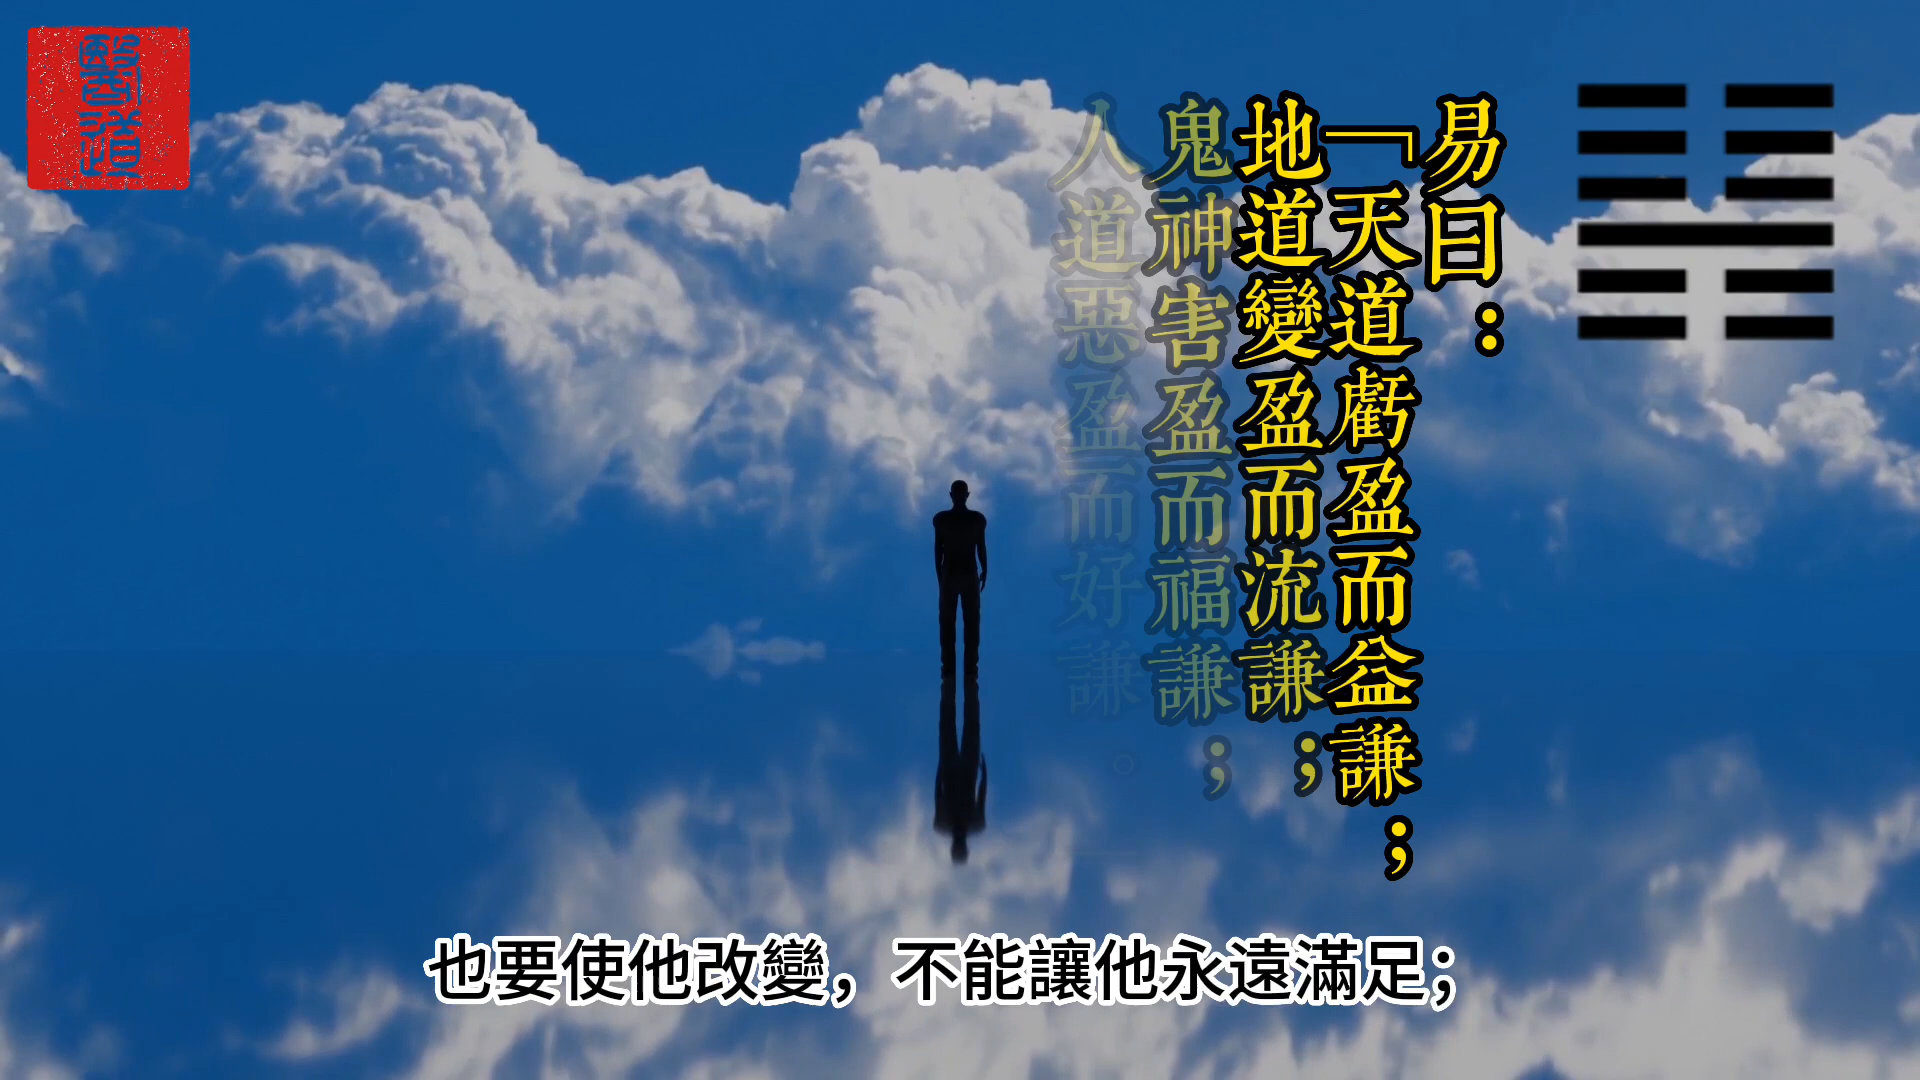 醫道
易曰：
「天道虧盈而益謙；
地道變盈而流謙；
鬼神害盈而福謙；
人道惡盈而好謙。
也要使他改變，不能讓他永遠滿足；